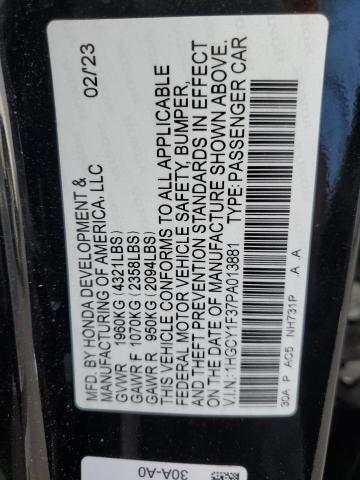 MFD. BY HONDA DEVELOPMENT & 02/23
MANUFACTURING OF AMERICA, LLC
GVWR 1960KG (4321LBS)
GAWR F 1070KG (2358LBS)
GAWR R 960KG (2094LBS)
THIS VEHICLE CONFORMS TO ALL APPLICABLE
FEDERAL MOTOR VEHICLE SAFETY, BUMPER,
AND THEFT PREVENTION STANDARDS IN EFFECT
ON THE DATE OF MANUFACTURE SHOWN ABOVE.
V.I.N.:1HGCY1F37PA013881 TYPE:PASSENGER CAR
30A P AC5 NH731P A A
30A-A0